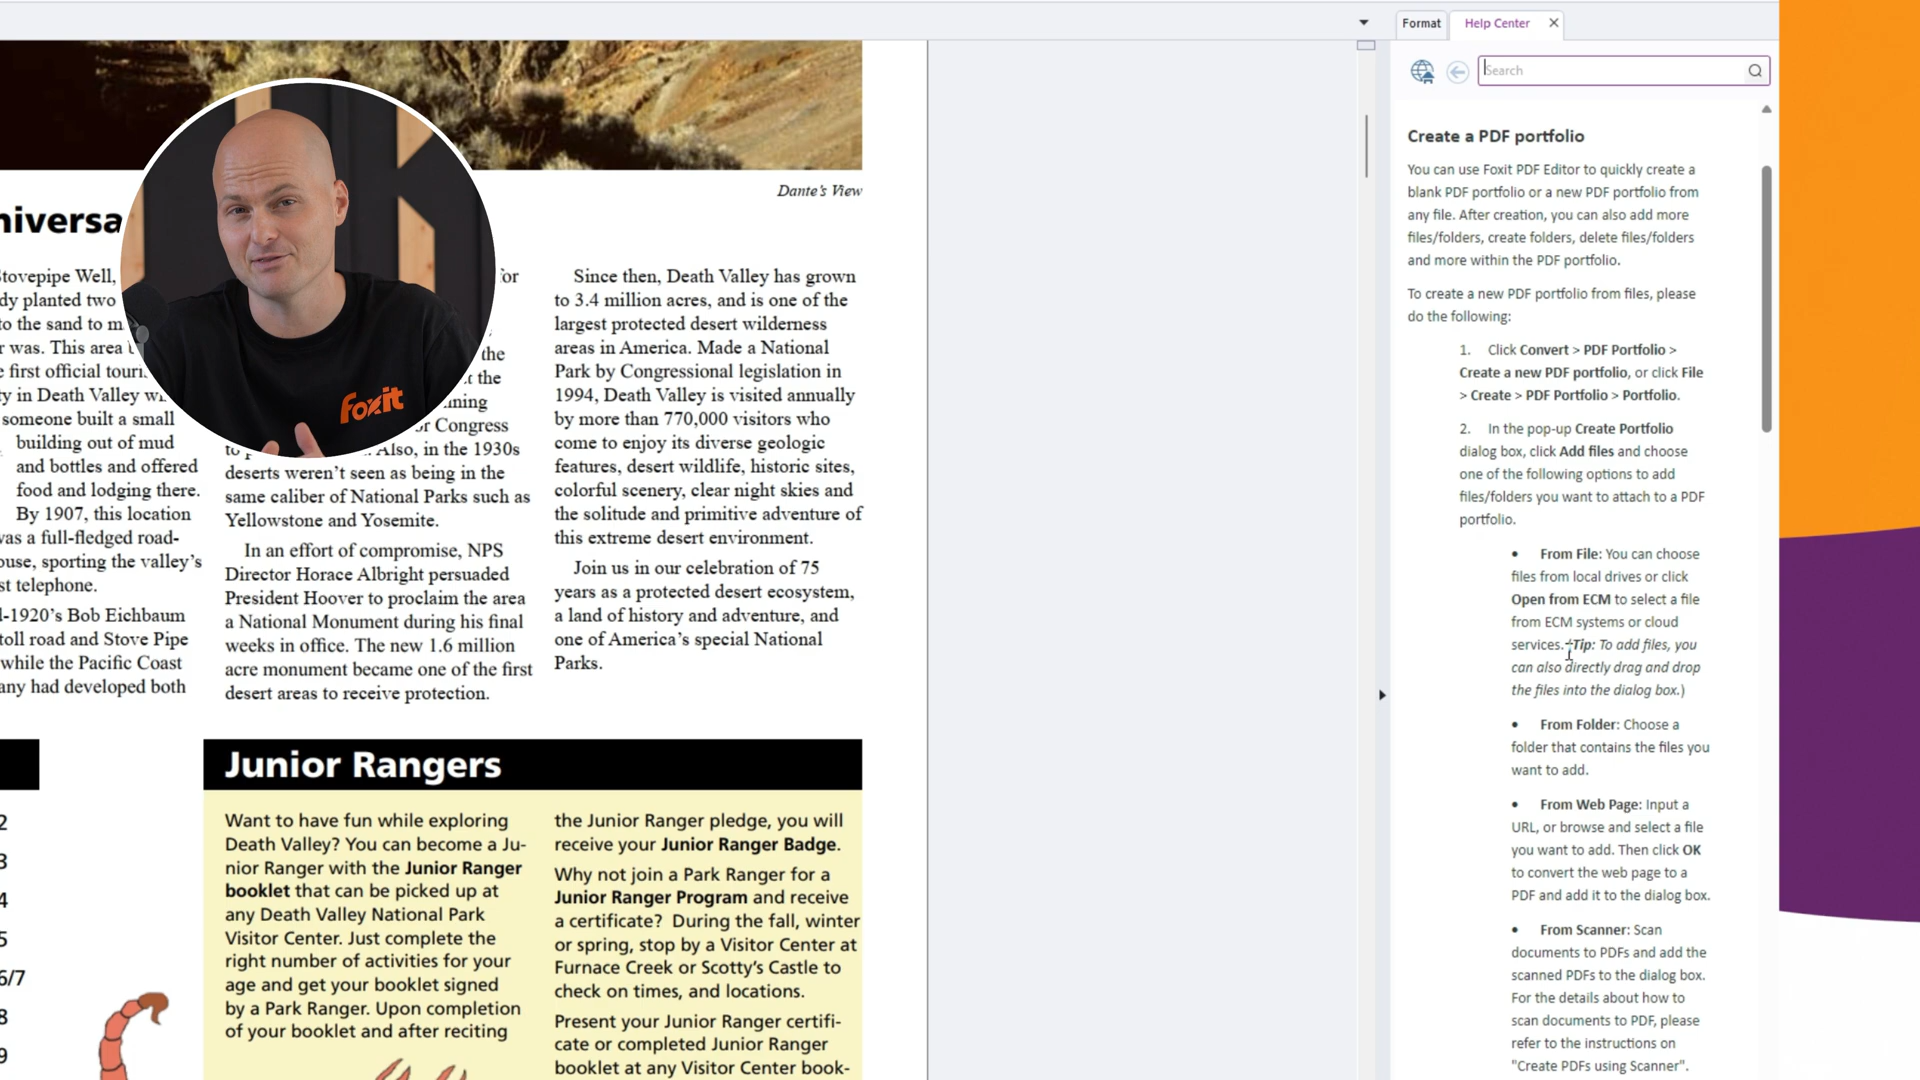 Format
Help Center
Search
Create a PDF portfolio
You can use Foxit PDF Editor to quickly create a
blank PDF portfolio or a new PDF portfolio from
any file. After creation, you can also add more
files/folders, create folders, delete files/folders
and more within the PDF portfolio.
To create a new PDF portfolio from files, please
do the following:
1. Click Convert > PDF Portfolio >
Create a new PDF portfolio, or click File
> Create > PDF Portfolio > Portfolio.
2. In the pop-up Create Portfolio
dialog box, click Add files and choose
one of the following options to add
files/folders you want to attach to a PDF
portfolio.
• From File: You can choose
files from local drives or click
Open from ECM to select a file
from ECM systems or cloud
services. (Tip: To add files, you
can also directly drag and drop
the files into the dialog box.)
• From Folder: Choose a
folder that contains the files you
want to add.
• From Web Page: Input a
URL, or browse and select a file
you want to add. Then click OK
to convert the web page to a
PDF and add it to the dialog box.
• From Scanner: Scan
documents to PDFs and add the
scanned PDFs to the dialog box.
For the details about how to
scan documents to PDF, please
refer to the instructions on
"Create PDFs using Scanner".
Dante's View
niversa
Stovepipe Well,
dy planted two
to the sand to m
r was. This area
e first official tour
ty in Death Valley
someone built a small
building out of mud
and bottles and offered
food and lodging there.
By 1907, this location
was a full-fledged road-
ouse, sporting the valley's
st telephone.
d-1920's Bob Eichbaum
toll road and Stove Pipe
while the Pacific Coast
any had developed both
foxit
for
the
the
ning
or Congress
Also, in the 1930s
deserts weren't seen as being in the
same caliber of National Parks such as
Yellowstone and Yosemite.
In an effort of compromise, NPS
Director Horace Albright persuaded
President Hoover to proclaim the area
a National Monument during his final
weeks in office. The new 1.6 million
acre monument became one of the first
desert areas to receive protection.
Since then, Death Valley has grown
to 3.4 million acres, and is one of the
largest protected desert wilderness
areas in America. Made a National
Park by Congressional legislation in
1994, Death Valley is visited annually
by more than 770,000 visitors who
come to enjoy its diverse geologic
features, desert wildlife, historic sites,
colorful scenery, clear night skies and
the solitude and primitive adventure of
this extreme desert environment.
Join us in our celebration of 75
years as a protected desert ecosystem,
a land of history and adventure, and
one of America's special National
Parks.
2
3
4
5
6/7
8
9
Junior Rangers
Want to have fun while exploring
Death Valley? You can become a Ju-
nior Ranger with the Junior Ranger
booklet that can be picked up at
any Death Valley National Park
Visitor Center. Just complete the
right number of activities for your
age and get your booklet signed
by a Park Ranger. Upon completion
of your booklet and after reciting
the Junior Ranger pledge, you will
receive your Junior Ranger Badge.
Why not join a Park Ranger for a
Junior Ranger Program and receive
a certificate? During the fall, winter
or spring, stop by a Visitor Center at
Furnace Creek or Scotty's Castle to
check on times, and locations.
Present your Junior Ranger certifi-
cate or completed Junior Ranger
booklet at any Visitor Center book-